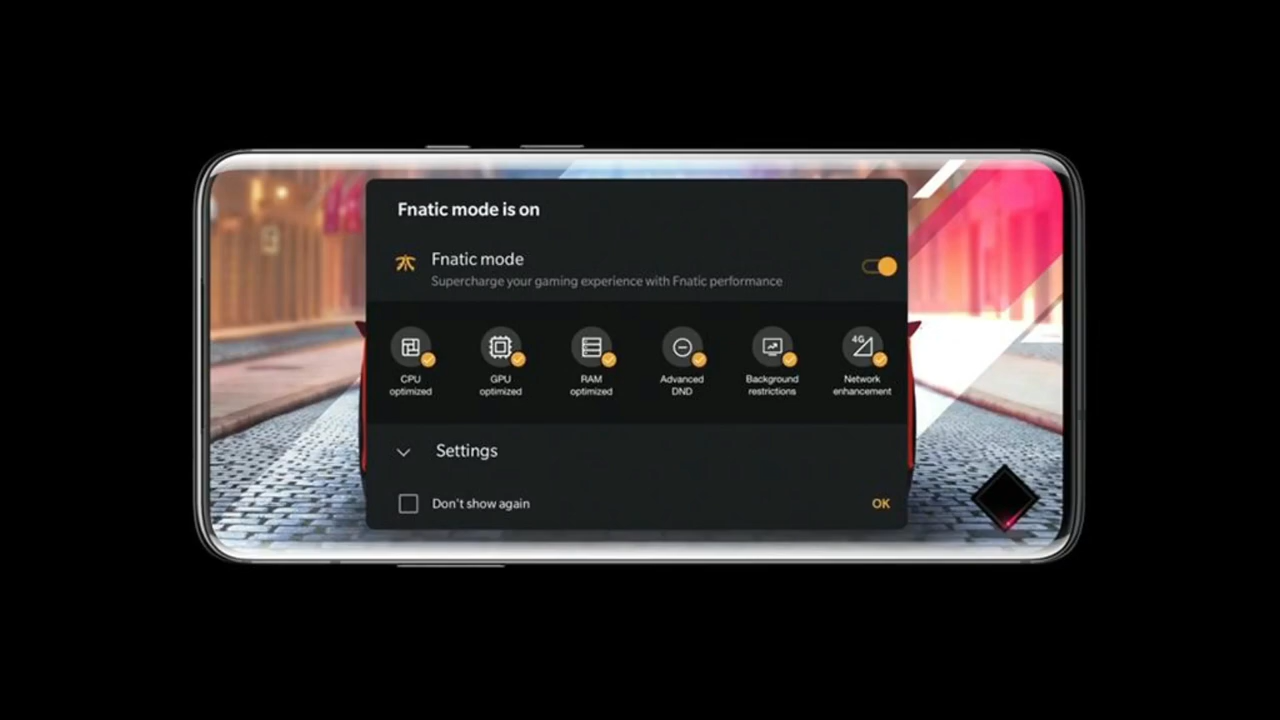 Fnatic mode is on
Fnatic mode
Supercharge your gaming experience with Fnatic performance
4G
CPU
optimized
GPU
optimized
RAM
optimized
Advanced
DND
Background
restrictions
Network
enhancement
Settings
Don't show again
OK